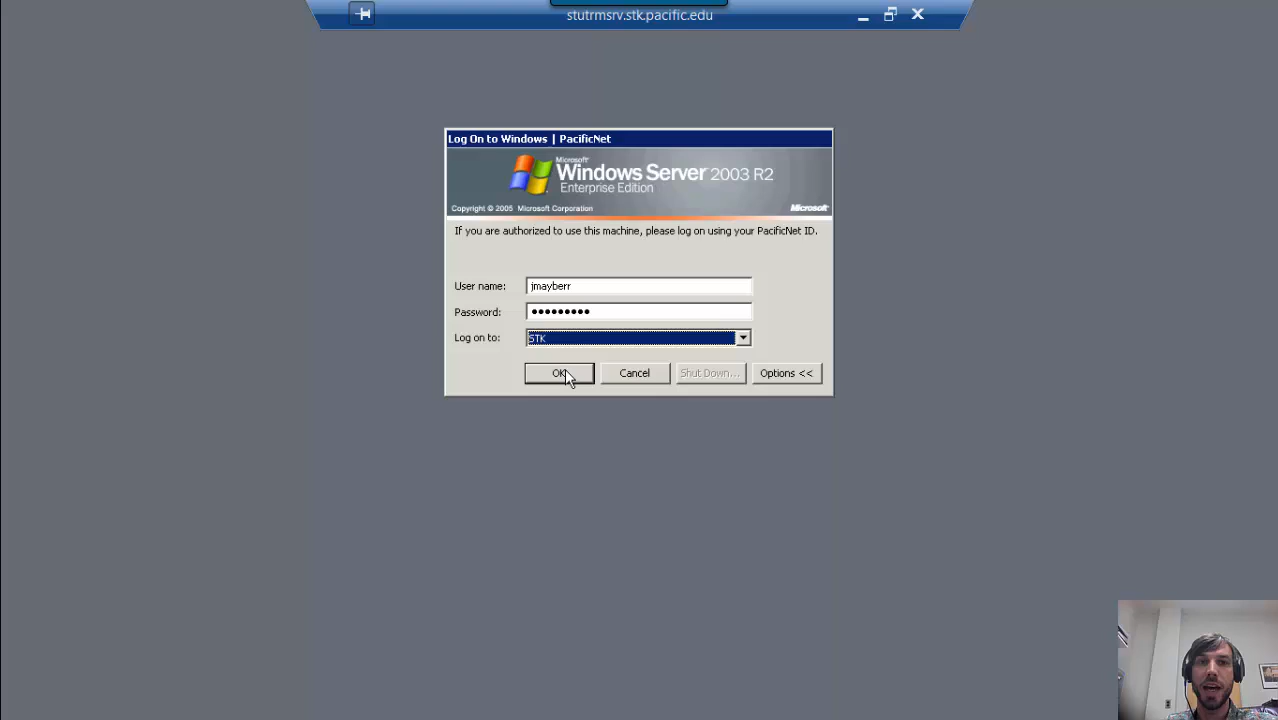 stutrmsrv.stk.pacific.edu
Log On to Windows | PacificNet
Microsoft
Windows Server 2003 R2
Enterprise Edition
Copyright © 2005 Microsoft Corporation
Microsoft
If you are authorized to use this machine, please log on using your PacificNet ID.
User name: jmayberr
Password: •••••••••
Log on to: STK
OK Cancel Shut Down... Options <<